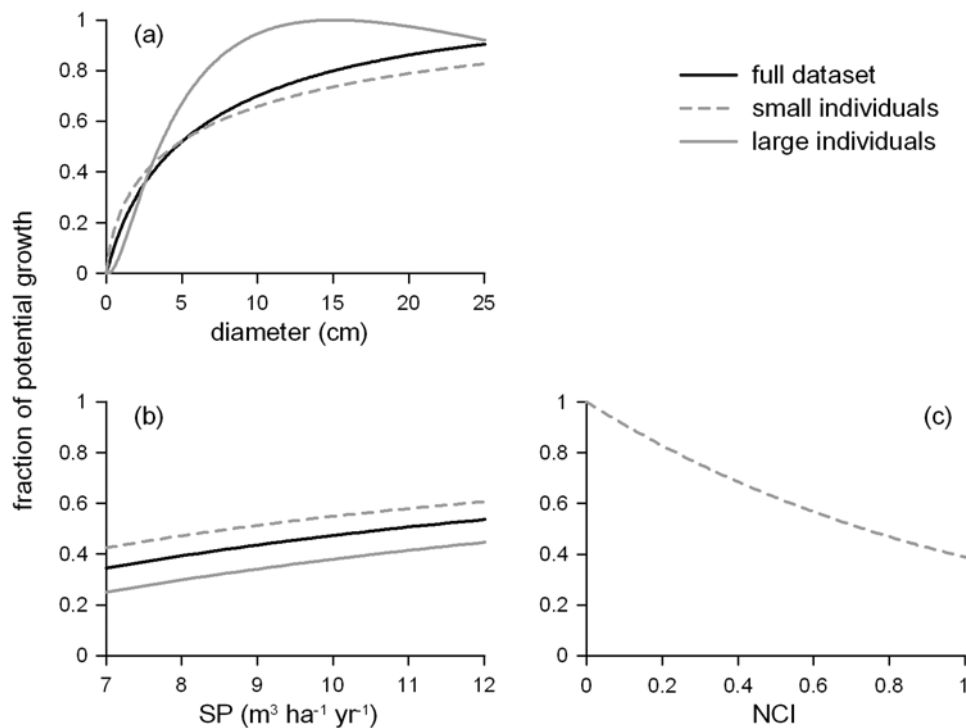 1
(a)
0.8
0.6
0.4
0.2
0
0 5 10 15 20 25
diameter (cm)
full dataset
small individuals
large individuals
fraction of potential growth
1
(b)
0.8
0.6
0.4
0.2
0
7 8 9 10 11 12
SP (m³ ha⁻¹ yr⁻¹)
1
(c)
0.8
0.6
0.4
0.2
0
0 0.2 0.4 0.6 0.8 1
NCI